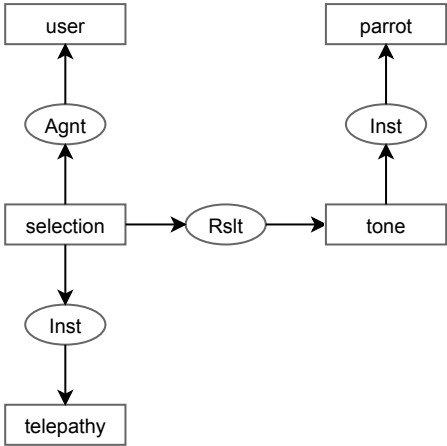 user
parrot
Agnt
Inst
selection
Rslt
tone
Inst
telepathy